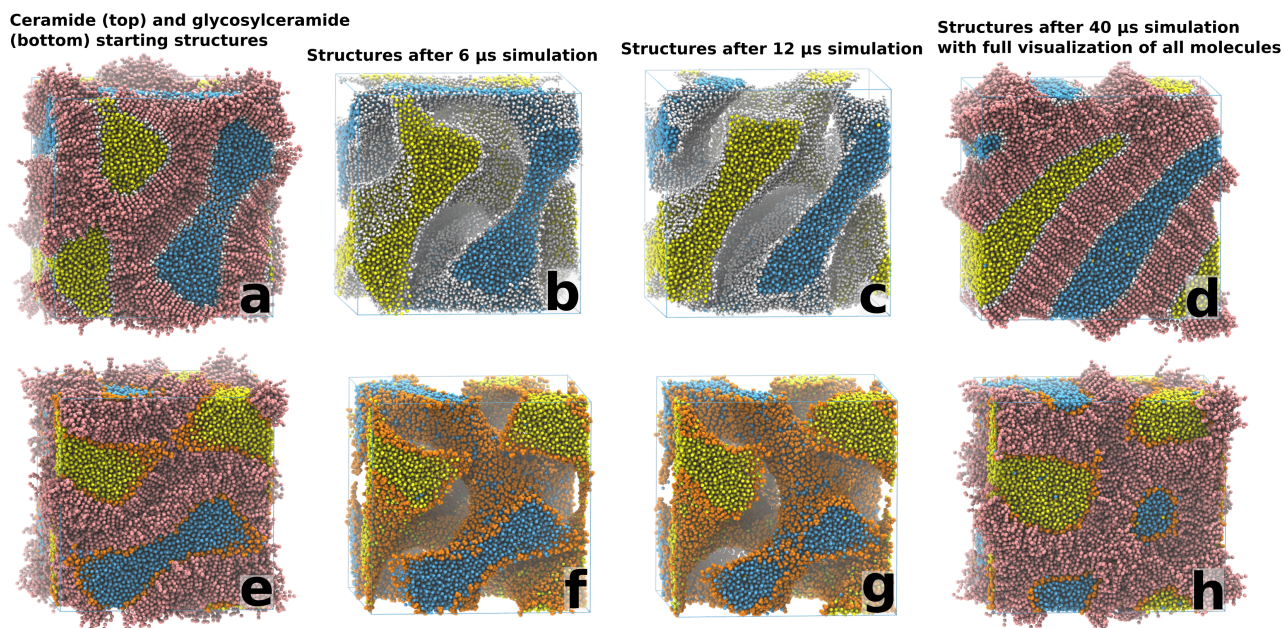 Ceramide (top) and glycosylceramide
(bottom) starting structures
Structures after 6 µs simulation
Structures after 12 µs simulation
Structures after 40 µs simulation
with full visualization of all molecules
a
b
c
d
e
f
g
h